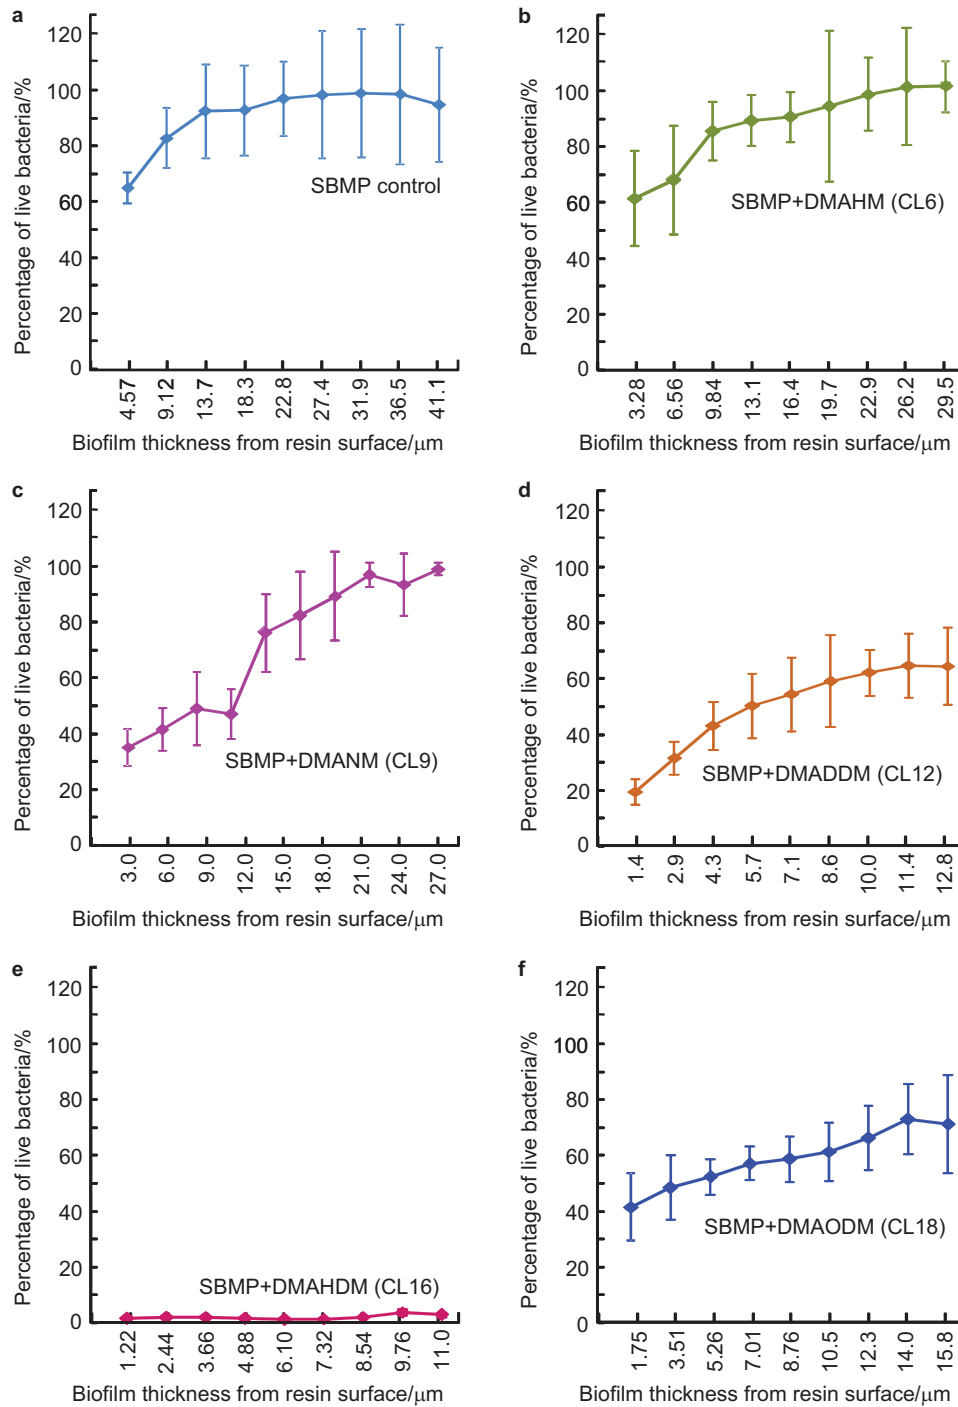 a
120
100
80
60
40
20
0
Percentage of live bacteria/%
SBMP control
4.57 9.12 13.7 18.3 22.8 27.4 31.9 36.5 41.1
Biofilm thickness from resin surface/μm
b
120
100
80
60
40
20
0
Percentage of live bacteria/%
SBMP+DMAHM (CL6)
3.28 6.56 9.84 13.1 16.4 19.7 22.9 26.2 29.5
Biofilm thickness from resin surface/μm
c
120
100
80
60
40
20
0
Percentage of live bacteria/%
SBMP+DMANM (CL9)
3.0 6.0 9.0 12.0 15.0 18.0 21.0 24.0 27.0
Biofilm thickness from resin surface/μm
d
120
100
80
60
40
20
0
Percentage of live bacteria/%
SBMP+DMADDM (CL12)
1.4 2.9 4.3 5.7 7.1 8.6 10.0 11.4 12.8
Biofilm thickness from resin surface/μm
e
120
100
80
60
40
20
0
Percentage of live bacteria/%
SBMP+DMAHDM (CL16)
1.22 2.44 3.66 4.88 6.10 7.32 8.54 9.76 11.0
Biofilm thickness from resin surface/μm
f
120
100
80
60
40
20
0
Percentage of live bacteria/%
SBMP+DMAODM (CL18)
1.75 3.51 5.26 7.01 8.76 10.5 12.3 14.0 15.8
Biofilm thickness from resin surface/μm